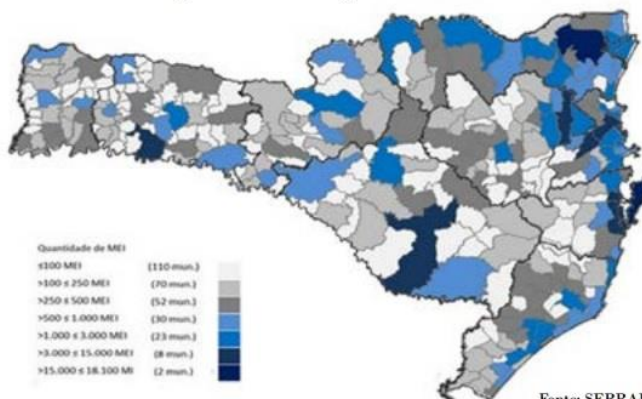 Quantidade de MEI
≤100 MEI (110 mun.)
>100 ≤ 250 MEI (70 mun.)
>250 ≤ 500 MEI (52 mun.)
>500 ≤ 1.000 MEI (30 mun.)
>1.000 ≤ 3.000 MEI (23 mun.)
>3.000 ≤ 15.000 MEI (8 mun.)
>15.000 ≤ 18.100 MI (2 mun.)